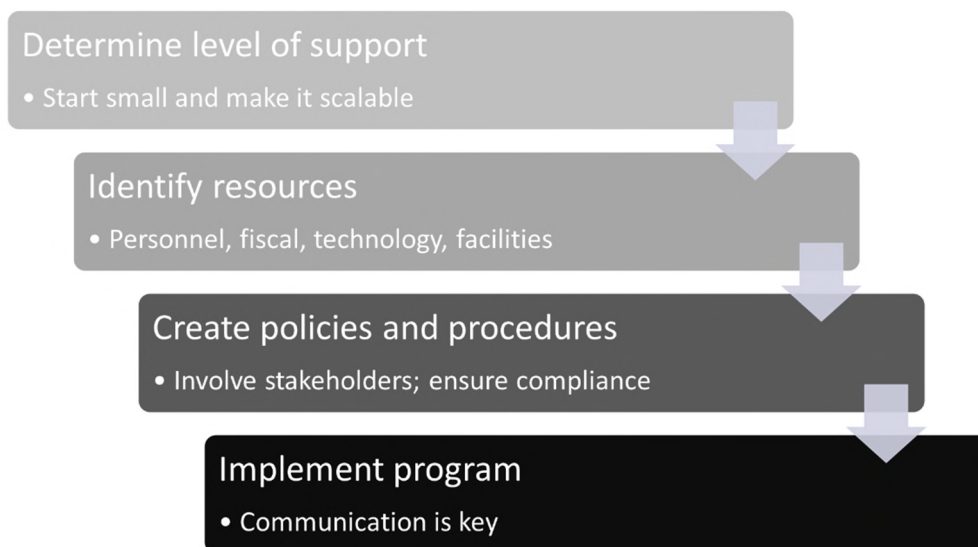 Determine level of support
• Start small and make it scalable
Identify resources
• Personnel, fiscal, technology, facilities
Create policies and procedures
• Involve stakeholders; ensure compliance
Implement program
• Communication is key